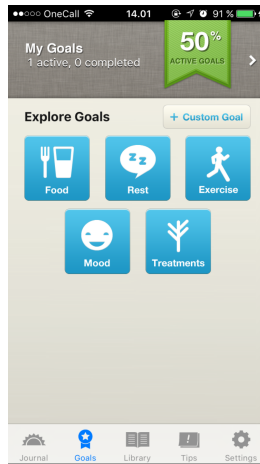 OneCall 14.01 91 %
My Goals
1 active, 0 completed
50%
ACTIVE GOALS
Explore Goals
+ Custom Goal
Food
zz
Rest
Exercise
Mood
Treatments
!
Journal
Goals
Library
Tips
Settings